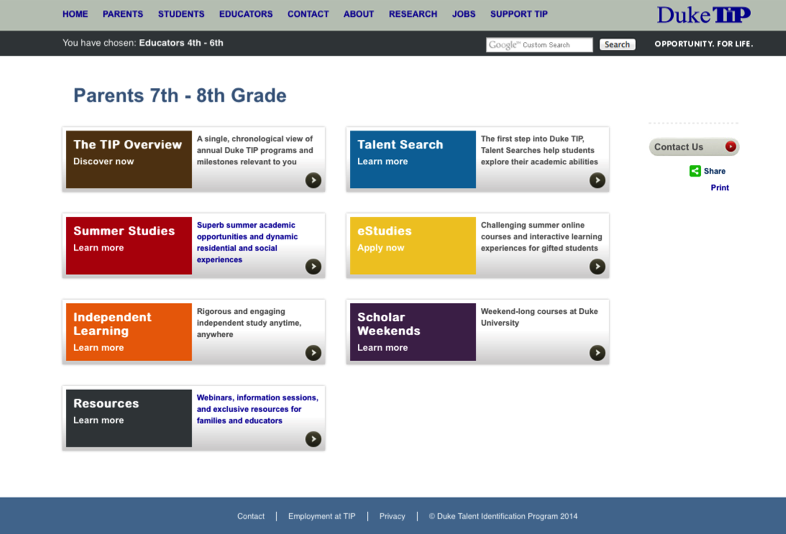 HOME PARENTS STUDENTS EDUCATORS CONTACT ABOUT RESEARCH JOBS SUPPORT TIP
Duke TIP
You have chosen: Educators 4th - 6th
Google™ Custom Search
Search
OPPORTUNITY. FOR LIFE.
Parents 7th - 8th Grade
The TIP Overview
Discover now
A single, chronological view of
annual Duke TIP programs and
milestones relevant to you
Talent Search
Learn more
The first step into Duke TIP,
Talent Searches help students
explore their academic abilities
Contact Us
Share
Print
Summer Studies
Learn more
Superb summer academic
opportunities and dynamic
residential and social
experiences
eStudies
Apply now
Challenging summer online
courses and interactive learning
experiences for gifted students
Independent
Learning
Learn more
Rigorous and engaging
independent study anytime,
anywhere
Scholar
Weekends
Learn more
Weekend-long courses at Duke
University
Resources
Learn more
Webinars, information sessions,
and exclusive resources for
families and educators
Contact | Employment at TIP | Privacy | © Duke Talent Identification Program 2014